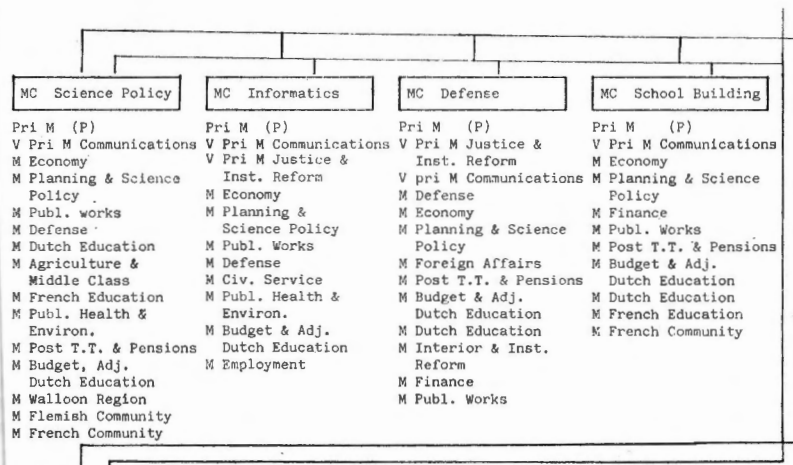 MC Science Policy
Pri M (P)
V Pri M Communications
M Economy
M Planning & Science
Policy
M Publ. works
M Defense
M Dutch Education
M Agriculture &
Middle Class
M French Education
M Publ. Health &
Environ.
M Post T.T. & Pensions
M Budget, Adj.
Dutch Education
M Walloon Region
M Flemish Community
M French Community
MC Informatics
Pri M (P)
V Pri M Communications
V Pri M Justice &
Inst. Reform
M Economy
M Planning &
Science Policy
M Publ. Works
M Defense
M Civ. Service
M Publ. Health &
Environ.
M Budget & Adj.
Dutch Education
M Employment
MC Defense
Pri M (P)
V Pri M Justice &
Inst. Reform
V pri M Communications
M Defense
M Economy
M Planning & Science
Policy
M Foreign Affairs
M Post T.T. & Pensions
M Budget & Adj.
Dutch Education
M Dutch Education
M Interior & Inst.
Reform
M Finance
M Publ. Works
MC School Building
Pri M (P)
V Pri M Communications
M Economy
M Planning & Science
Policy
M Finance
M Publ. Works
M Post T.T. & Pensions
M Budget & Adj.
Dutch Education
M Dutch Education
M French Education
M French Community